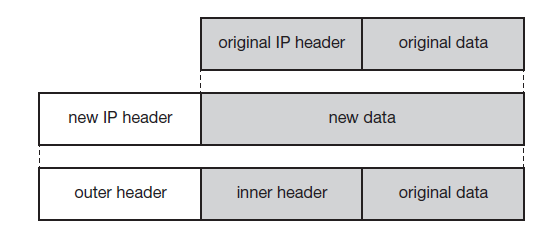 original IP header original data
new IP header new data
outer header inner header original data